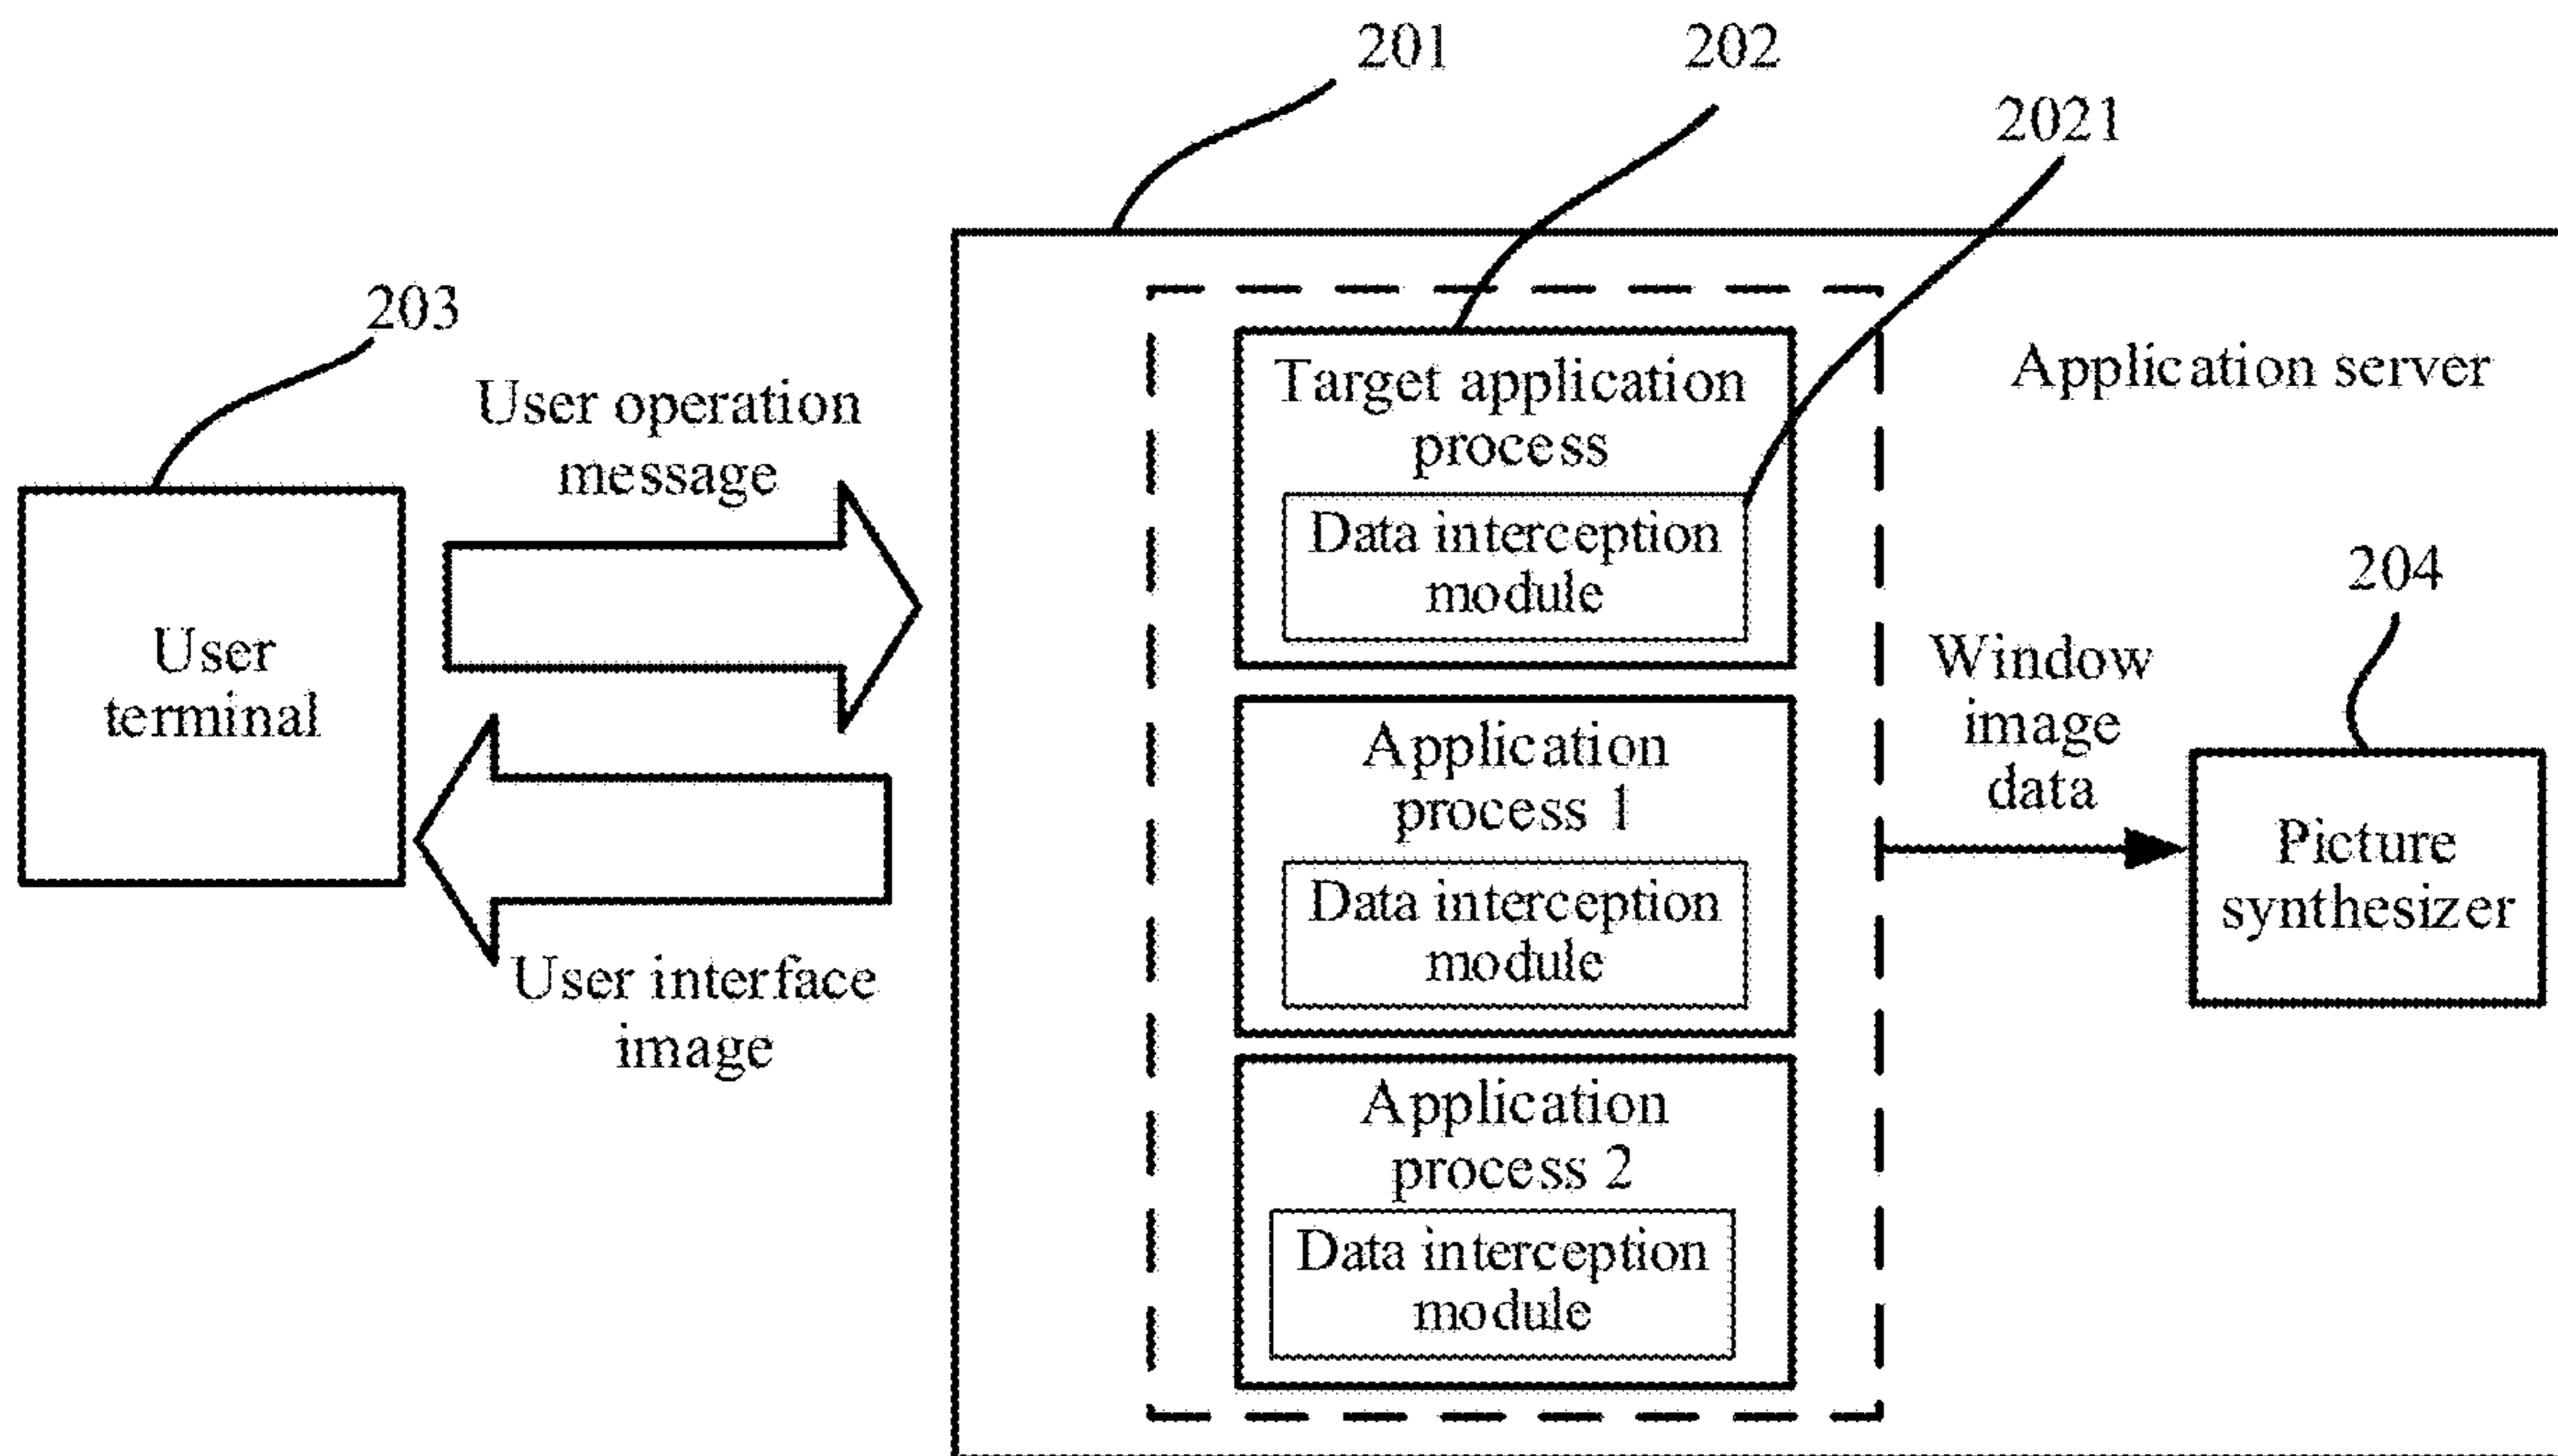 201
202
2021
203
User operation
message
User
terminal
User interface
image
Target application
process
Data interception
module
Application
process 1
Data interception
module
Application
process 2
Data interception
module
Application server
Window
image
data
204
Picture
synthesizer